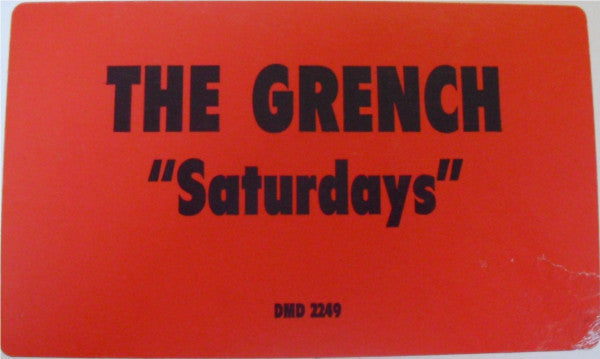 THE GRENCH
"Saturdays"
DMD 2249